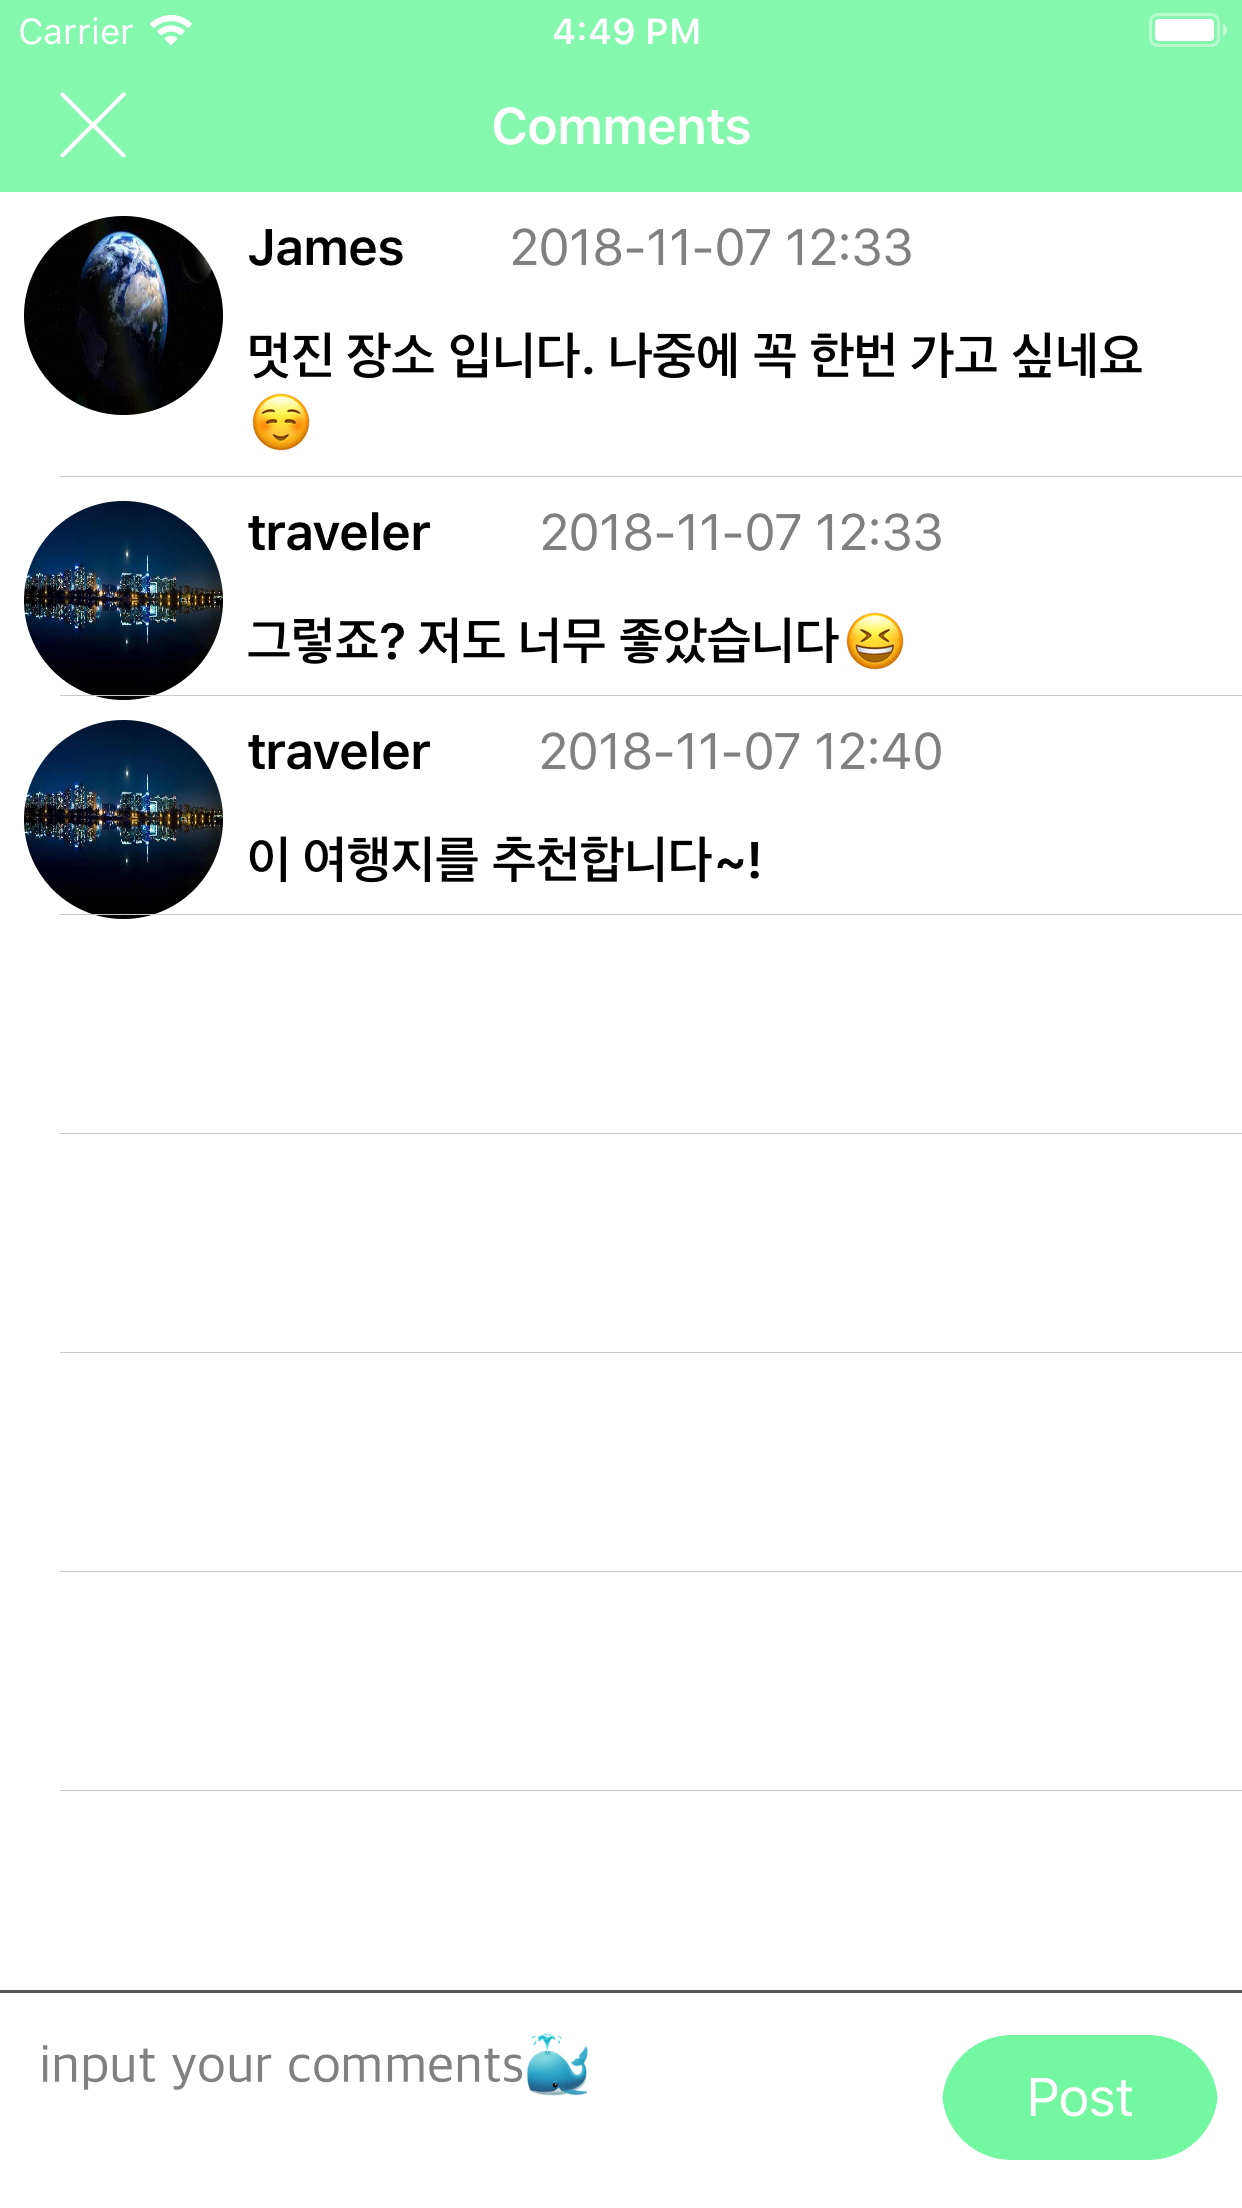 Carrier 4:49 PM
Comments
James 2018-11-07 12:33
멋진 장소 입니다. 나중에 꼭 한번 가고 싶네요
☺️
traveler 2018-11-07 12:33
그렇죠? 저도 너무 좋았습니다😆
traveler 2018-11-07 12:40
이 여행지를 추천합니다~!
input your comments🐳
Post